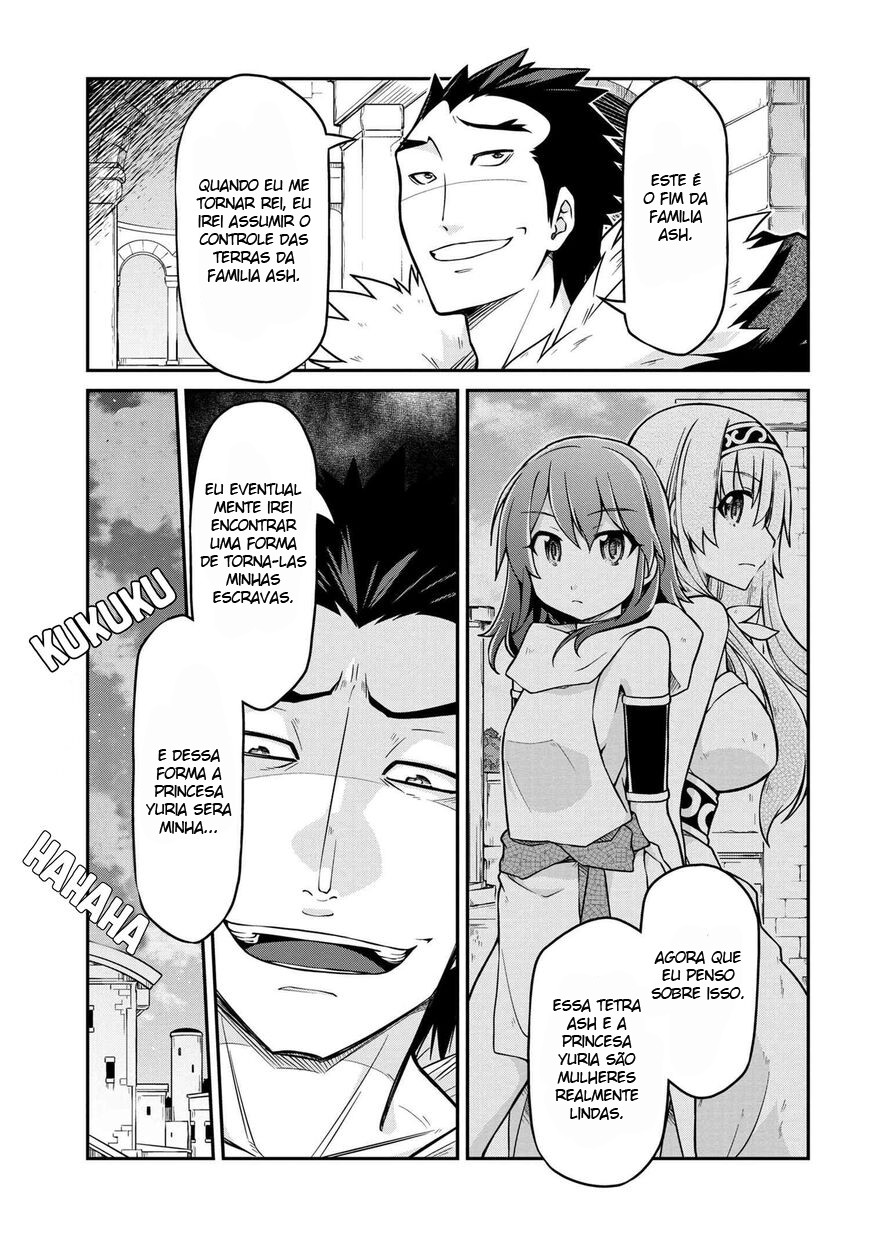 ESTE É
O FIM DA
FAMILIA
ASH.
QUANDO EU ME
TORNAR REI, EU
IREI ASSUMIR O
CONTROLE DAS
TERRAS DA
FAMILIA ASH.
AGORA QUE
EU PENSO
SOBRE ISSO.
ESSA TETRA
ASH E A
PRINCESA
YURIA SÃO
MULHERES
REALMENTE
LINDAS.
EU EVENTUAL
MENTE IREI
ENCONTRAR
UMA FORMA
DE TORNA-LAS
MINHAS
ESCRAVAS.
E DESSA
FORMA A
PRINCESA
YURIA SERA
MINHA...
KUKUKU
HAHAHA